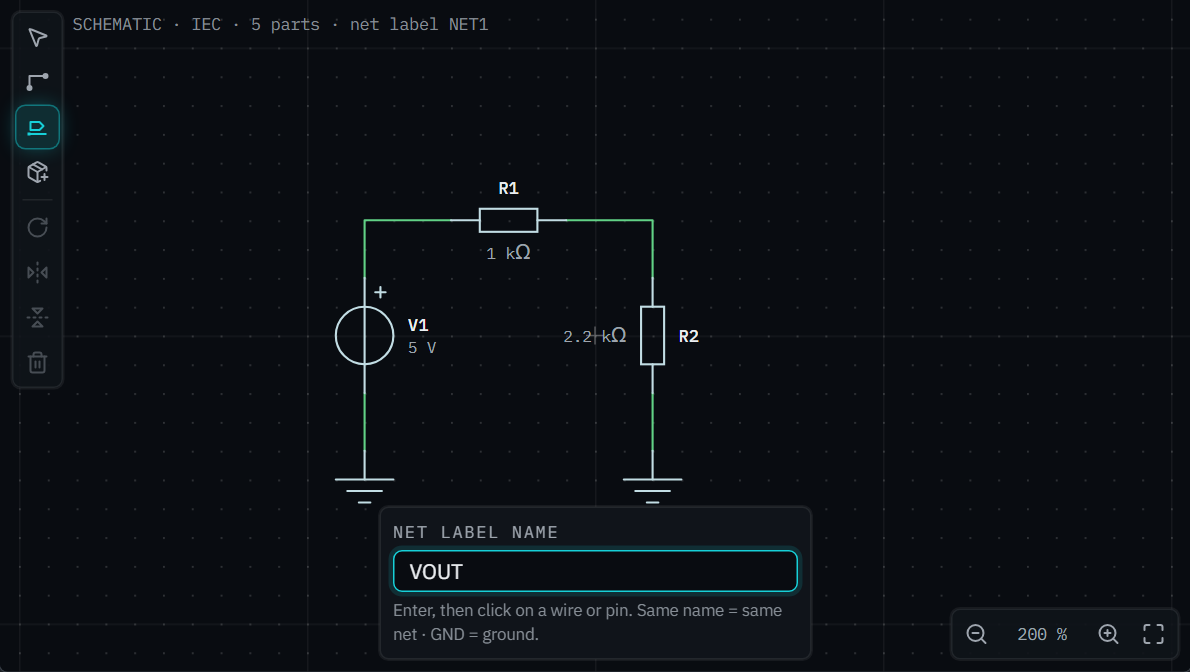 SCHEMATIC · IEC · 5 parts · net label NET1
R1
1 kΩ
+
V1
5 V
2.2 kΩ
R2
NET LABEL NAME
VOUT
Enter, then click on a wire or pin. Same name = same
net · GND = ground.
200 %